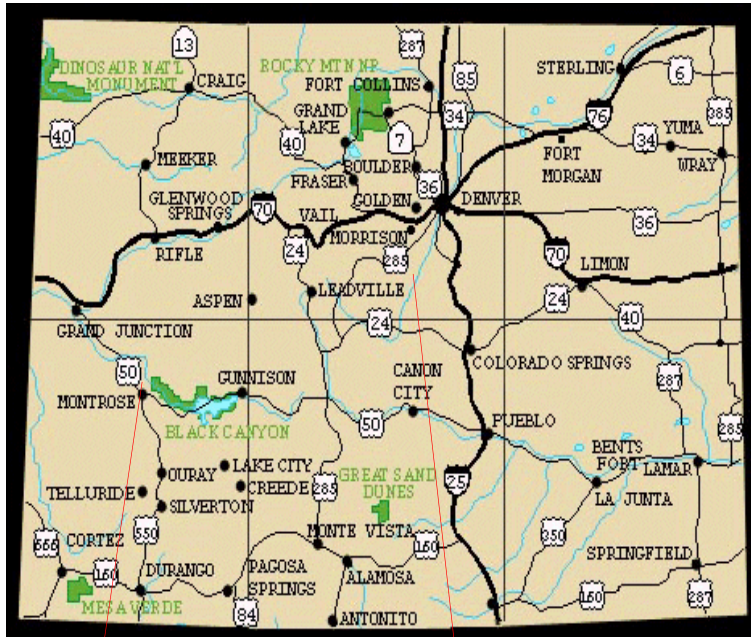 13
287
DINOSAUR NAT'L
MONUMENT
CRAIG
ROCKY MTN NP
FORT COLLINS
85
STERLING
6
40
GRAND
LAKE
40
34
7
76
34
YUMA
385
WRAY
MEEKER
BOULDER
FORT
MORGAN
FRASER
36
GLENWOOD
SPRINGS
70
VAIL
GOLDEN
DENVER
36
RIFLE
24
MORRISON
285
70
LIMON
ASPEN
LEADVILLE
24
GRAND JUNCTION
24
40
COLORADO SPRINGS
50
GUNNISON
CANON
CITY
287
MONTROSE
50
PUEBLO
285
BLACK CANYON
BENTS
FORT
LAMAR
OURAY
LAKE CITY
GREAT SAND
DUNES
TELLURIDE
CREEDE
285
25
LA JUNTA
SILVERTON
666
CORTEZ
550
MONTE VISTA
160
350
SPRINGFIELD
160
DURANGO
PAGOSA
SPRINGS
ALAMOSA
MESA VERDE
84
ANTONITO
160
287